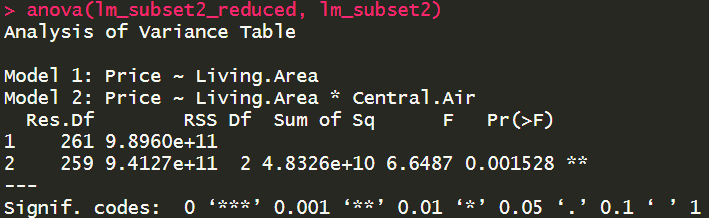 > anova(lm_subset2_reduced, lm_subset2)
Analysis of Variance Table
Model 1: Price ~ Living.Area
Model 2: Price ~ Living.Area * Central.Air
  Res.Df        RSS Df  Sum of Sq      F   Pr(>F)
1    261 9.8960e+11
2    259 9.4127e+11  2 4.8326e+10 6.6487 0.001528 **
---
Signif. codes:  0 ‘***’ 0.001 ‘**’ 0.01 ‘*’ 0.05 ‘.’ 0.1 ‘ ’ 1